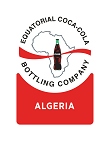 EQUATORIAL COCA-COLA
BOTTLING COMPANY
ALGERIA